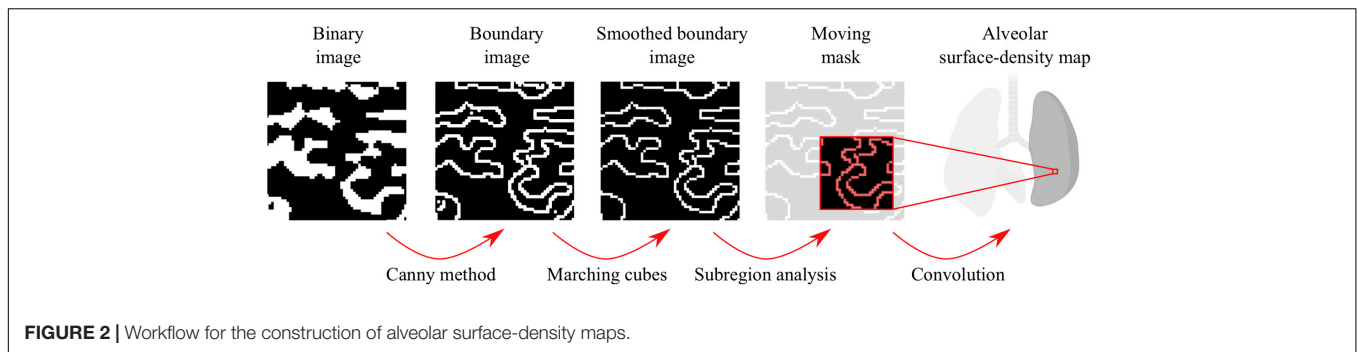 Binary
image
Boundary
image
Smoothed boundary
image
Moving
mask
Alveolar
surface-density map
Canny method
Marching cubes
Subregion analysis
Convolution
FIGURE 2 | Workflow for the construction of alveolar surface-density maps.